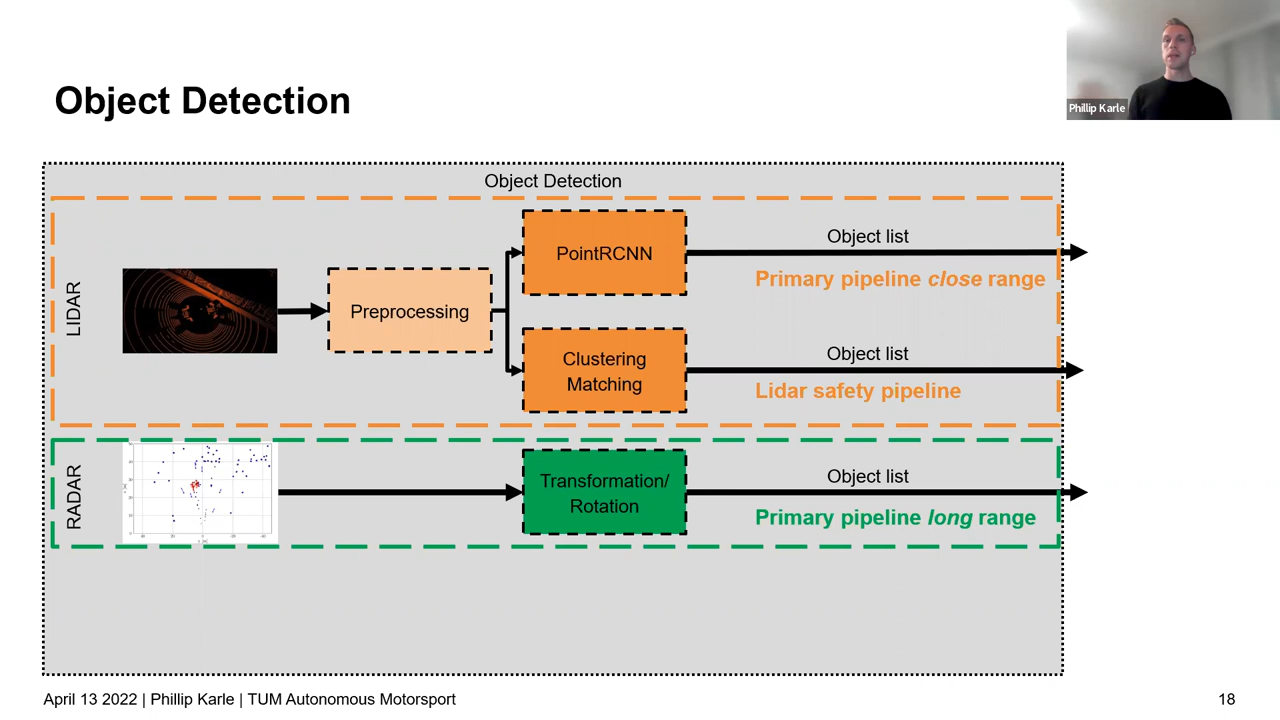 Phillip Karle
Object Detection
Object Detection
LIDAR
Preprocessing
PointRCNN
Object list
Primary pipeline close range
Clustering
Matching
Object list
Lidar safety pipeline
RADAR
Transformation/
Rotation
Object list
Primary pipeline long range
April 13 2022 | Phillip Karle | TUM Autonomous Motorsport
18